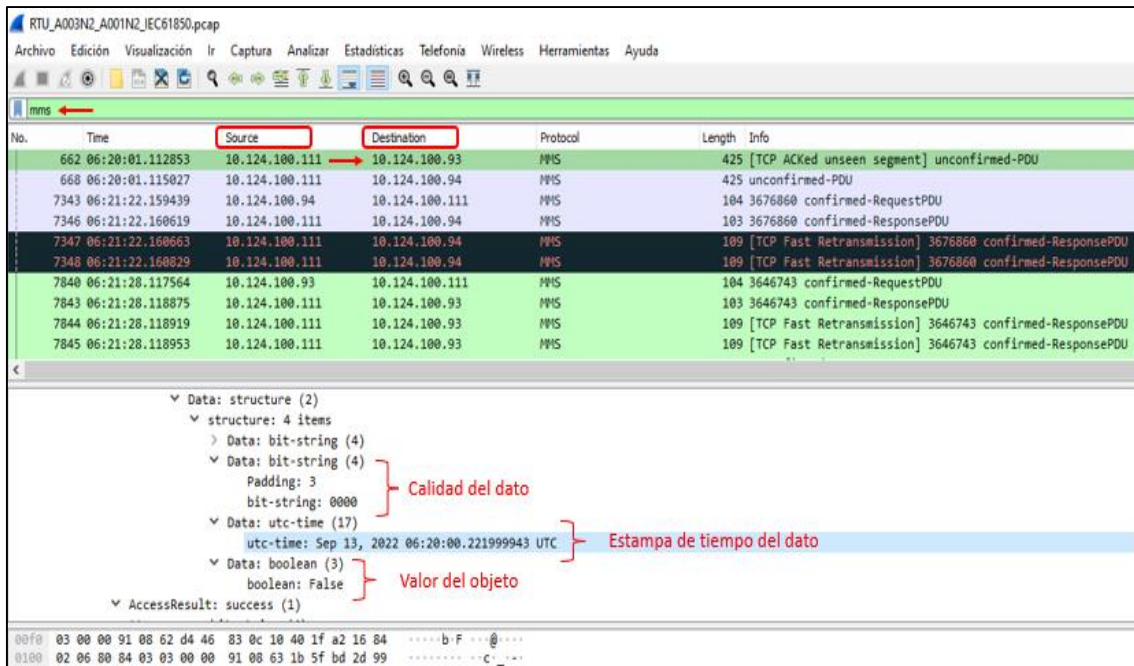 RTU_A003N2_A001N2_IEC61850.pcap
Archivo Edición Visualización Ir Captura Analizar Estadísticas Telefonía Wireless Herramientas Ayuda
mms
No. Time Source Destination Protocol Length Info
662 06:20:01.112853 10.124.100.111 10.124.100.93 MMS 425 [TCP ACKed unseen segment] unconfirmed-PDU
668 06:20:01.115027 10.124.100.111 10.124.100.94 MMS 425 unconfirmed-PDU
7343 06:21:22.159439 10.124.100.94 10.124.100.111 MMS 104 3676860 confirmed-RequestPDU
7346 06:21:22.160619 10.124.100.111 10.124.100.94 MMS 103 3676860 confirmed-ResponsePDU
7347 06:21:22.160663 10.124.100.111 10.124.100.94 MMS 109 [TCP Fast Retransmission] 3676860 confirmed-ResponsePDU
7348 06:21:22.160829 10.124.100.111 10.124.100.94 MMS 109 [TCP Fast Retransmission] 3676860 confirmed-ResponsePDU
7840 06:21:28.117564 10.124.100.93 10.124.100.111 MMS 104 3646743 confirmed-RequestPDU
7843 06:21:28.118875 10.124.100.111 10.124.100.93 MMS 103 3646743 confirmed-ResponsePDU
7844 06:21:28.118919 10.124.100.111 10.124.100.93 MMS 109 [TCP Fast Retransmission] 3646743 confirmed-ResponsePDU
7845 06:21:28.118953 10.124.100.111 10.124.100.93 MMS 109 [TCP Fast Retransmission] 3646743 confirmed-ResponsePDU
Data: structure (2)
structure: 4 items
Data: bit-string (4)
Data: bit-string (4)
Padding: 3
bit-string: 0000
Calidad del dato
Data: utc-time (17)
utc-time: Sep 13, 2022 06:20:00.221999943 UTC
Estampa de tiempo del dato
Data: boolean (3)
boolean: False
Valor del objeto
AccessResult: success (1)
00f0 03 00 00 91 08 62 d4 46 83 0c 10 40 1f a2 16 84 ·····b·F ···@····
0100 02 06 80 84 03 03 00 00 91 08 63 1b 5f bd 2d 99 ········ ··c·_·-·